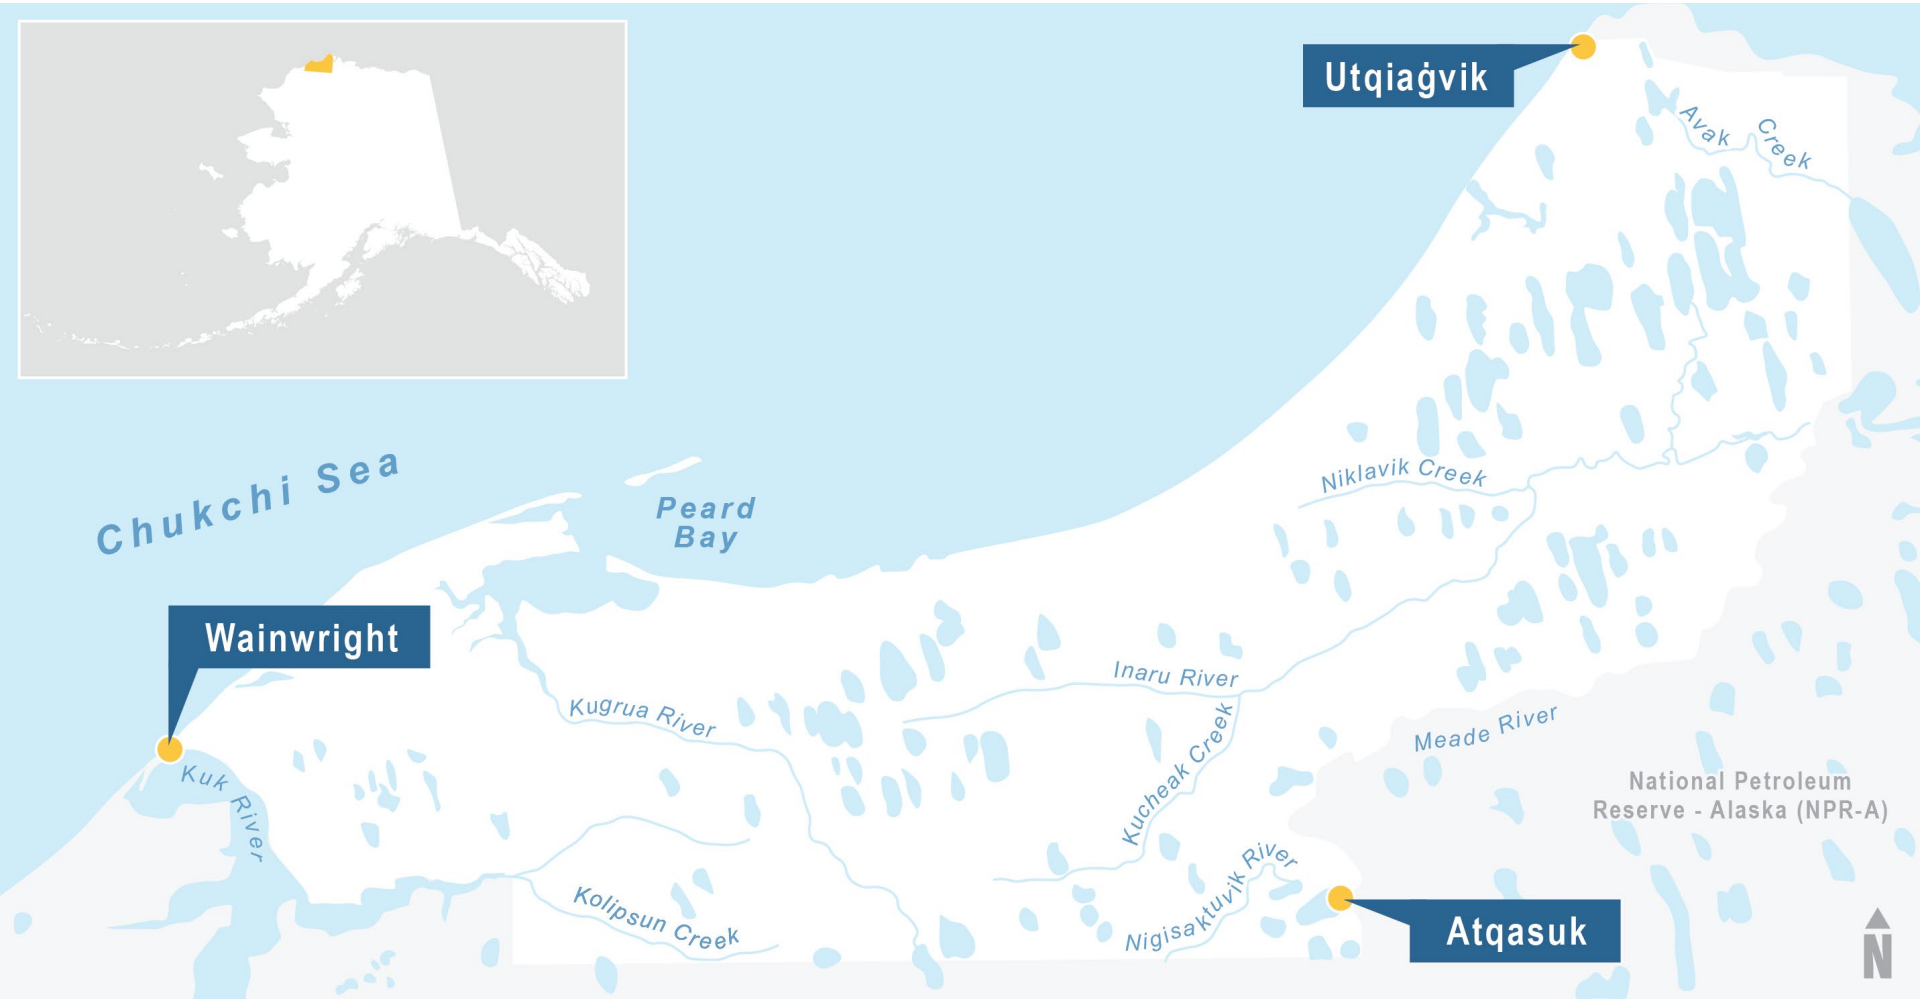 Utqiaġvik
Avak Creek
Chukchi Sea
Peard
Bay
Niklavik Creek
Wainwright
Inaru River
Kugrua River
Kuk River
Kucheak Creek
Meade River
National Petroleum
Reserve - Alaska (NPR-A)
Kolipsun Creek
Nigisaktuvik River
Atqasuk
N